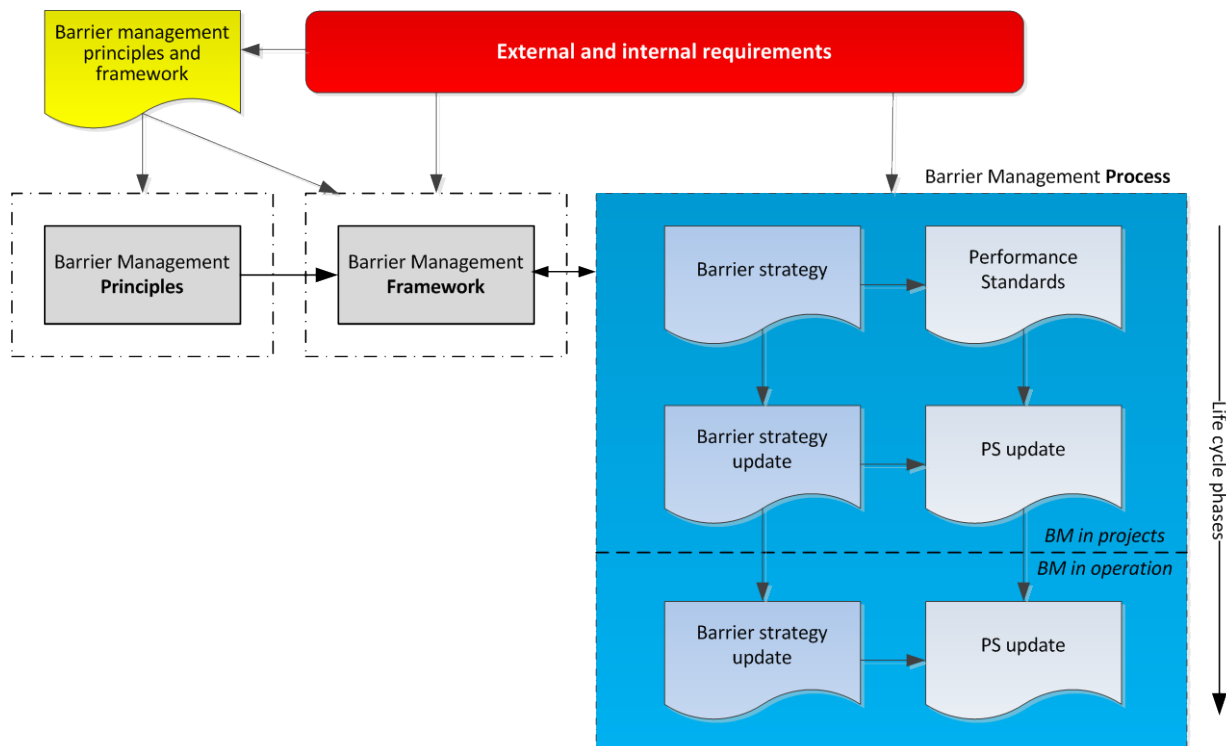 Barrier management
principles and
framework
External and internal requirements
Barrier Management Process
Barrier Management
Principles
Barrier Management
Framework
Barrier strategy
Performance
Standards
Barrier strategy
update
PS update
BM in projects
BM in operation
Barrier strategy
update
PS update
Life cycle phases